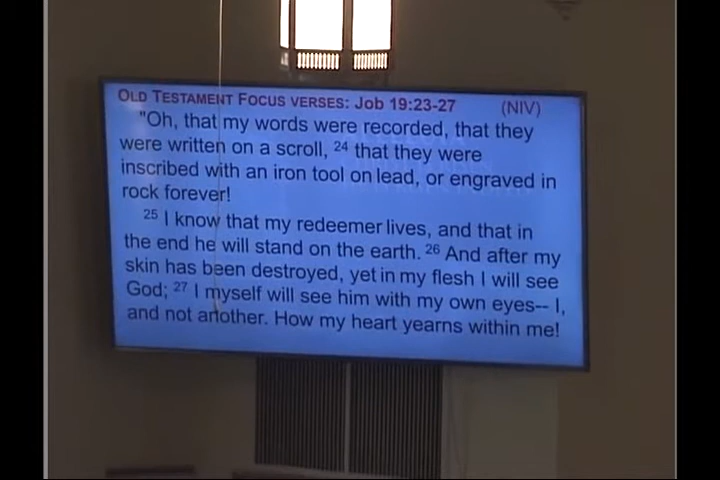 OLD TESTAMENT FOCUS VERSES: Job 19:23-27 (NIV)
"Oh, that my words were recorded, that they
were written on a scroll, 24 that they were
inscribed with an iron tool on lead, or engraved in
rock forever!
25 I know that my redeemer lives, and that in
the end he will stand on the earth. 26 And after my
skin has been destroyed, yet in my flesh I will see
God; 27 I myself will see him with my own eyes-- I,
and not another. How my heart yearns within me!